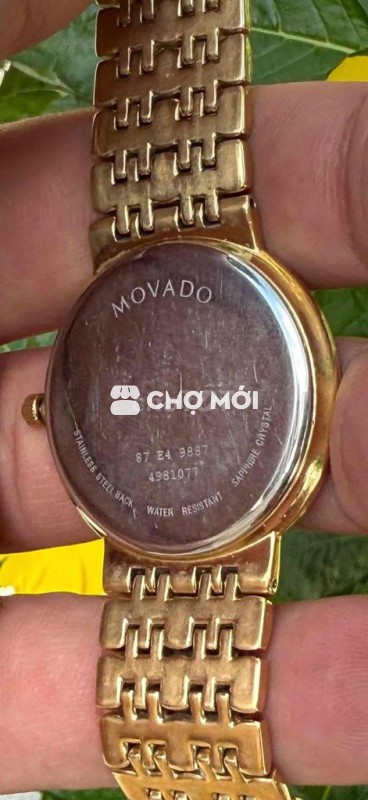 MOVADO
CHỢ MỚI
87 E4 9887
4981077
STAINLESS STEEL BACK WATER RESISTANT SAPPHIRE CRYSTAL